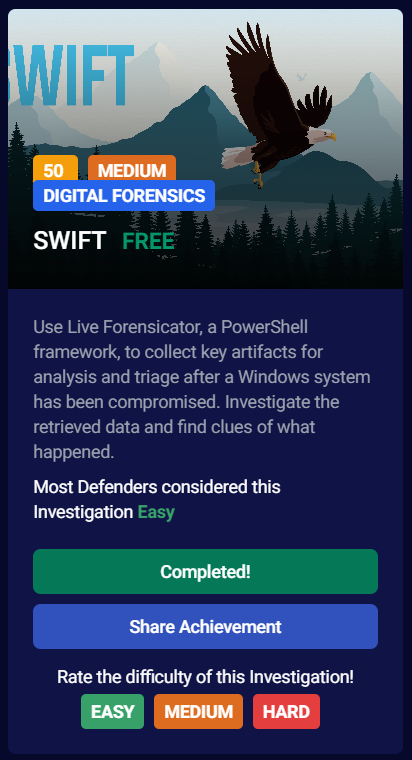 SWIFT
50 MEDIUM
DIGITAL FORENSICS
SWIFT FREE
Use Live Forensicator, a PowerShell
framework, to collect key artifacts for
analysis and triage after a Windows system
has been compromised. Investigate the
retrieved data and find clues of what
happened.
Most Defenders considered this
Investigation Easy
Completed!
Share Achievement
Rate the difficulty of this Investigation!
EASY MEDIUM HARD